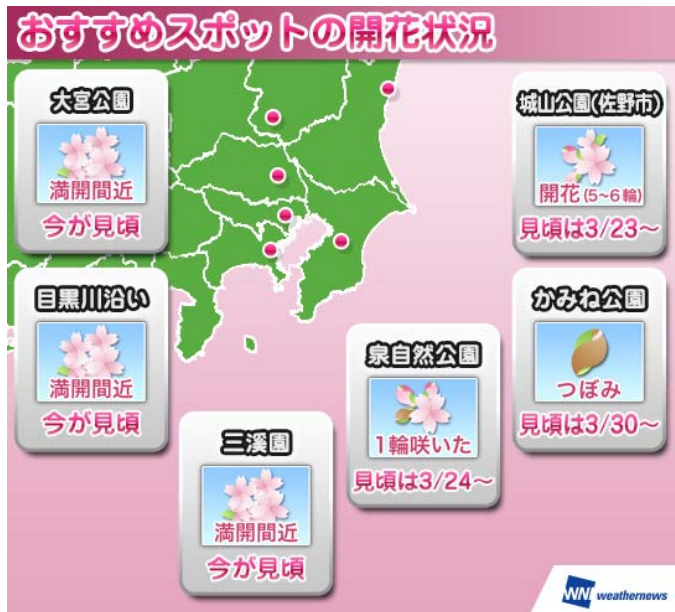 おすすめスポットの開花状況
大宮公園
満開間近
今が見頃
城山公園(佐野市)
開花(5~6輪)
見頃は3/23~
目黒川沿い
満開間近
今が見頃
かみね公園
つぼみ
見頃は3/30~
泉自然公園
1輪咲いた
見頃は3/24~
三溪園
満開間近
今が見頃
WNI weathernews